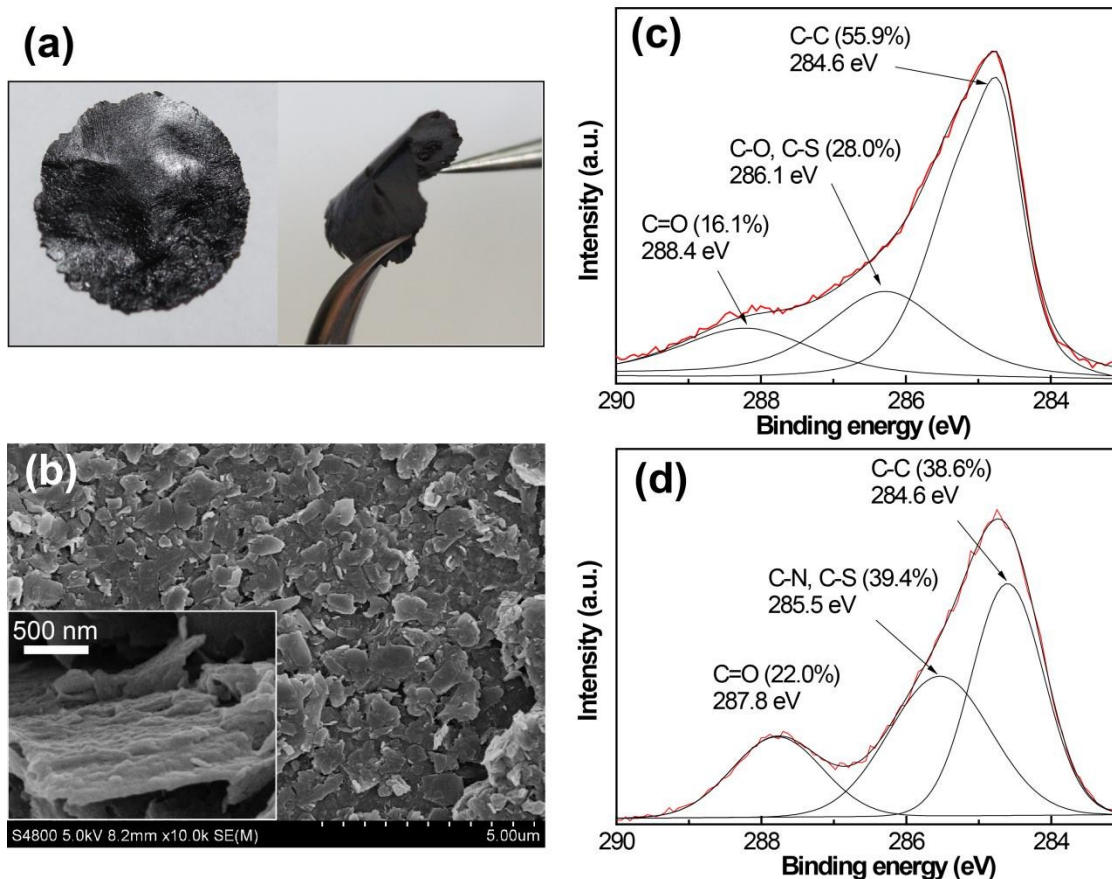 (a)
(b)
500 nm
S4800 5.0kV 8.2mm x10.0k SE(M)
5.00um
(c)
C-C (55.9%)
284.6 eV
C-O, C-S (28.0%)
286.1 eV
C=O (16.1%)
288.4 eV
Intensity (a.u.)
290
288
286
284
Binding energy (eV)
(d)
C-C (38.6%)
284.6 eV
C-N, C-S (39.4%)
285.5 eV
C=O (22.0%)
287.8 eV
Intensity (a.u.)
290
288
286
284
Binding energy (eV)